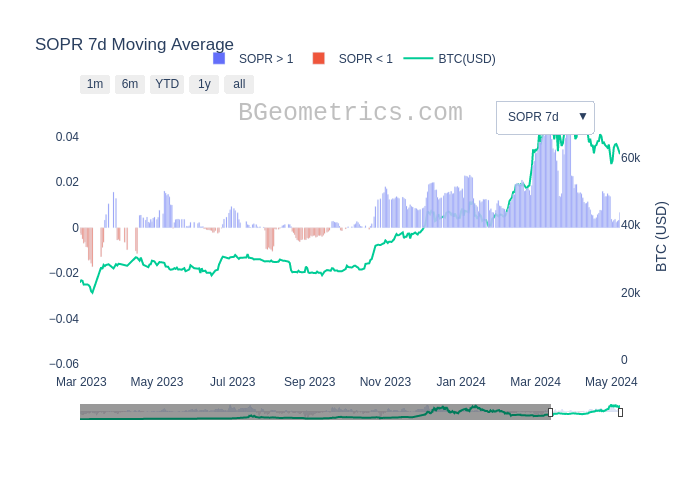 SOPR 7d Moving Average
SOPR > 1 SOPR < 1 BTC(USD)
1m 6m YTD 1y all
BGeometrics.com
SOPR 7d ▼
0.04
0.02
0
−0.02
−0.04
−0.06
60k
40k
20k
0
BTC (USD)
Mar 2023 May 2023 Jul 2023 Sep 2023 Nov 2023 Jan 2024 Mar 2024 May 2024